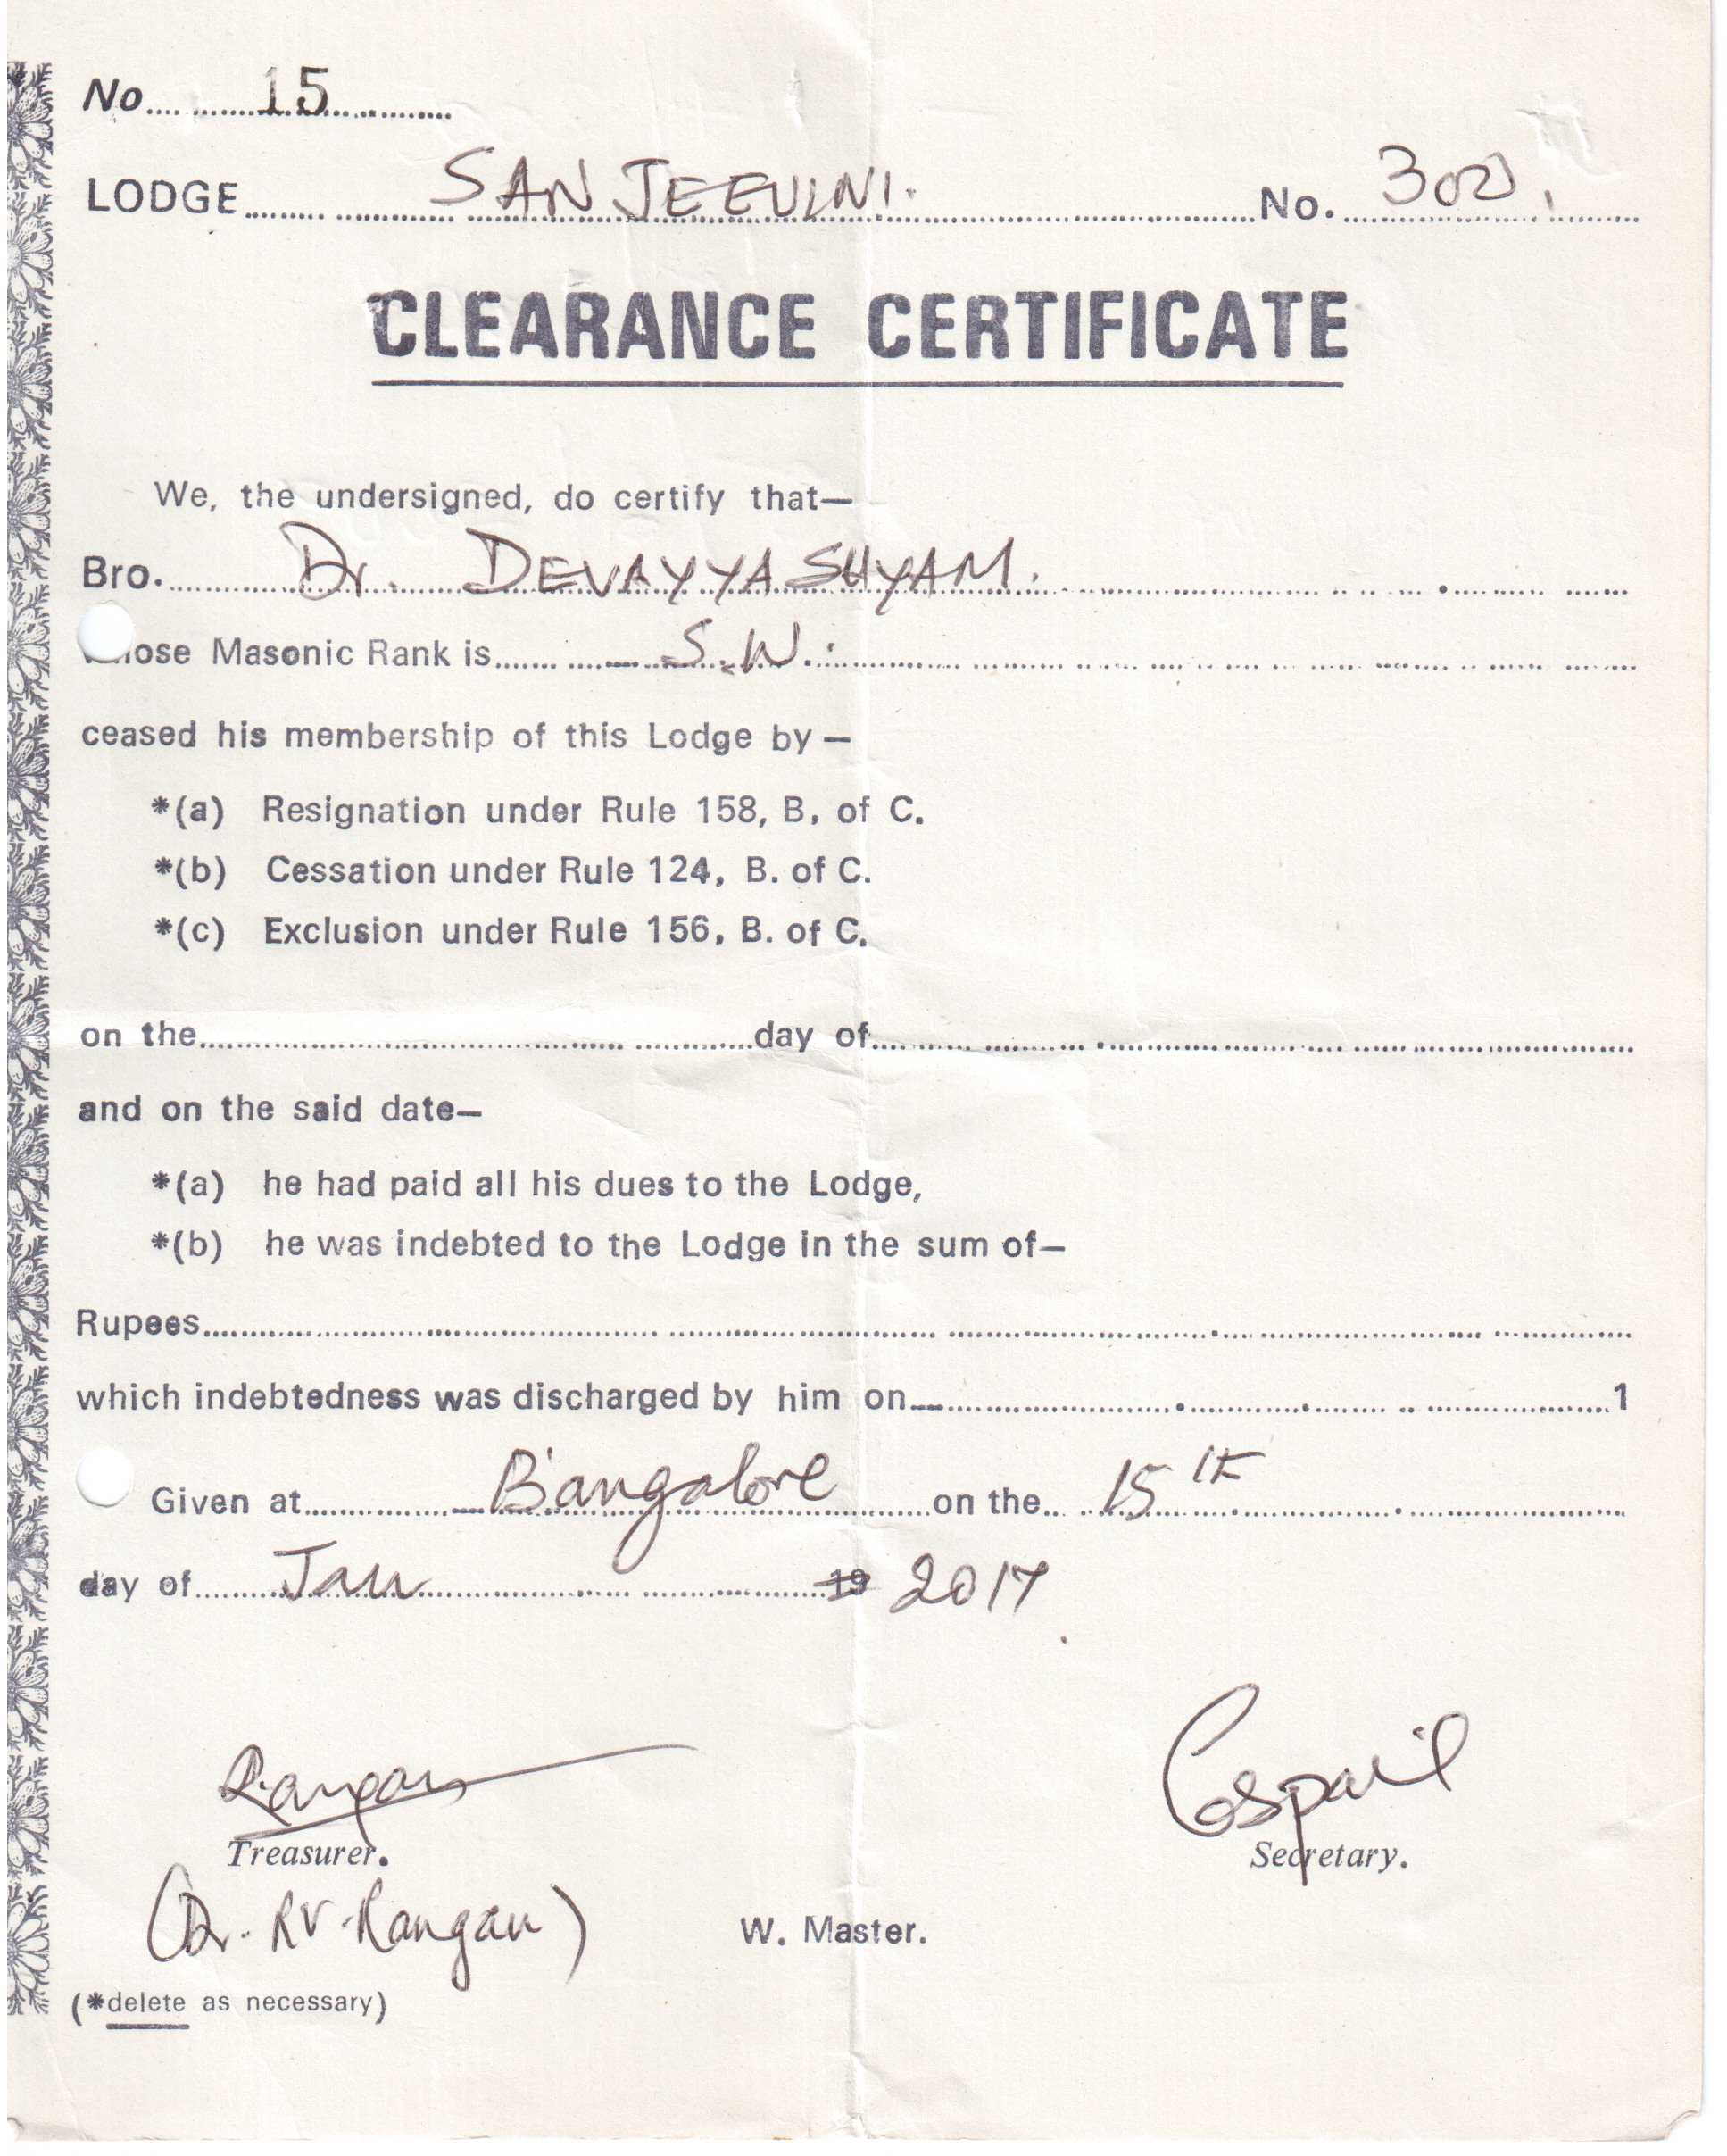 No 15
LODGE SANJEEVINI. No. 300.
CLEARANCE CERTIFICATE
We, the undersigned, do certify that—
Bro. Dr. DEVAYYA SHYAM.
whose Masonic Rank is S.W.
ceased his membership of this Lodge by —
*(a) Resignation under Rule 158, B. of C.
*(b) Cessation under Rule 124, B. of C.
*(c) Exclusion under Rule 156, B. of C.
on the day of
and on the said date—
*(a) he had paid all his dues to the Lodge,
*(b) he was indebted to the Lodge in the sum of—
Rupees
which indebtedness was discharged by him on— 1
Given at Bangalore on the 15th
day of Jan 19 2017
Rangan
Treasurer. Secretary.
(Dr. RV. Rangan) W. Master.
(*delete as necessary)